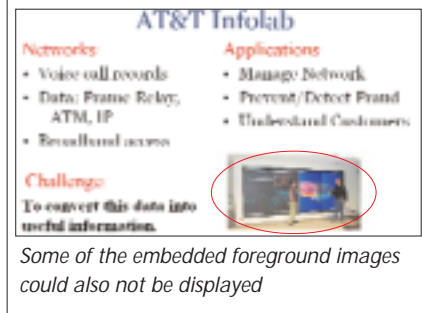 AT&T Infolab
Networks
• Voice call records
• Data: Frame Relay,
ATM, IP
• Broadband access
Challenge
To convert this data into
useful information.
Applications
• Manage Network
• Prevent/Detect Fraud
• Understand Customers
Some of the embedded foreground images
could also not be displayed